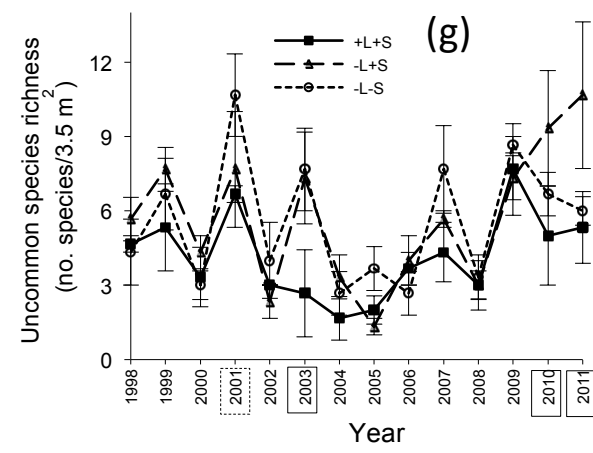 (g)
+L+S
-L+S
-L-S
Uncommon species richness
(no. species/3.5 m²)
12
9
6
3
0
1998
1999
2000
2001
2002
2003
2004
2005
2006
2007
2008
2009
2010
2011
Year